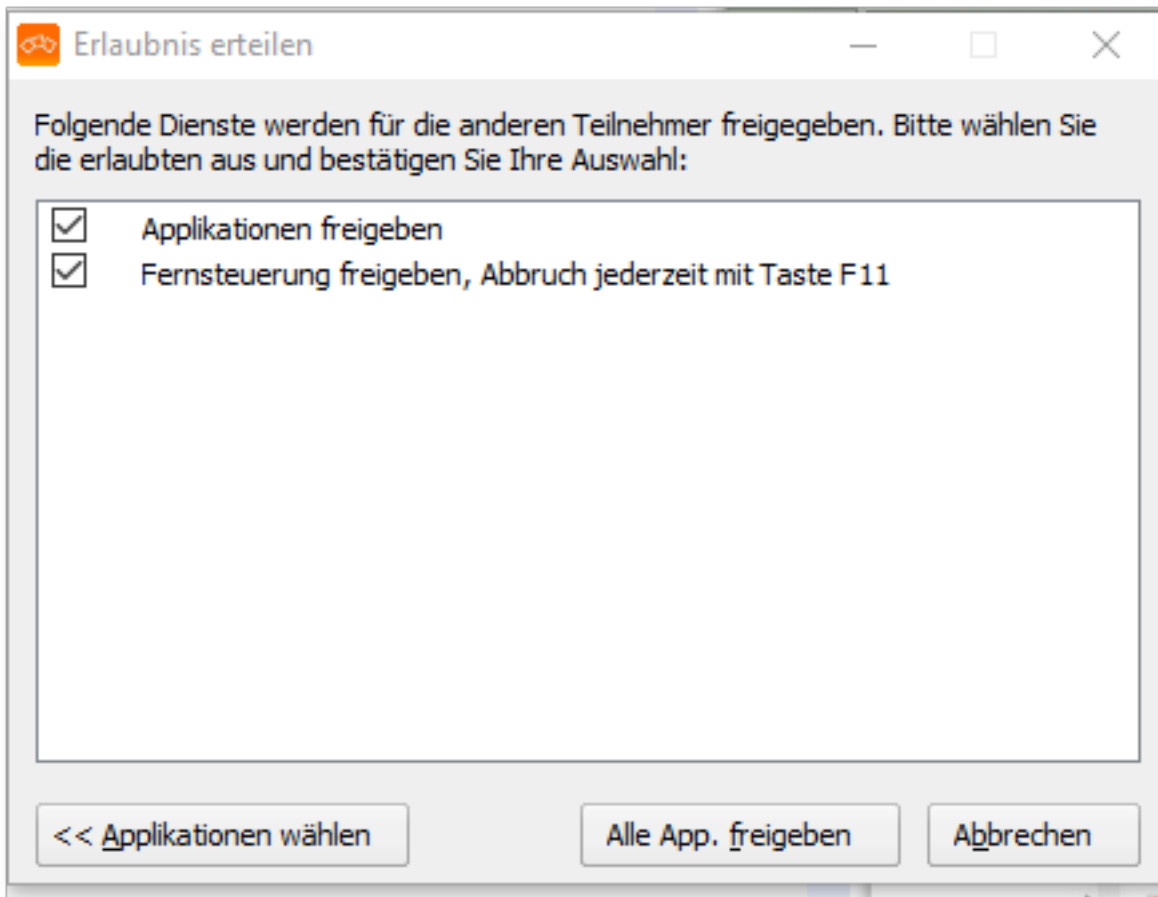 Erlaubnis erteilen
Folgende Dienste werden für die anderen Teilnehmer freigegeben. Bitte wählen Sie
die erlaubten aus und bestätigen Sie Ihre Auswahl:
Applikationen freigeben
Fernsteuerung freigeben, Abbruch jederzeit mit Taste F11
<< Applikationen wählen
Alle App. freigeben
Abbrechen